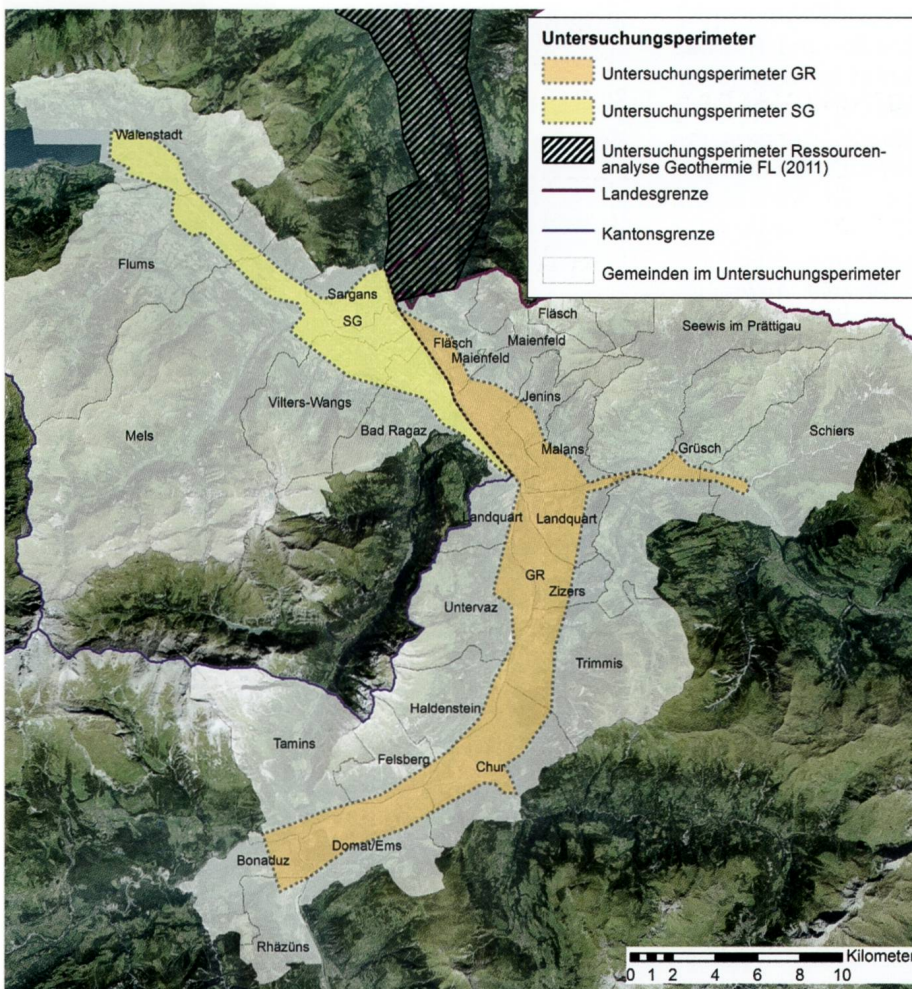 Untersuchungsperimeter
Untersuchungsperimeter GR
Untersuchungsperimeter SG
Untersuchungsperimeter Ressourcen-
analyse Geothermie FL (2011)
Landesgrenze
Kantonsgrenze
Gemeinden im Untersuchungsperimeter
Walenstadt
Flums
Sargans
SG
Fläsch
Fläsch
Maienfeld
Maienfeld
Seewis im Prättigau
Jenins
Vilters-Wangs
Mels
Bad Ragaz
Malans
Grüsch
Schiers
Landquart
Landquart
GR
Zizers
Untervaz
Trimmis
Haldenstein
Tamins
Felsberg
Chur
Bonaduz
Domat/Ems
Rhäzüns
Kilometer
0 1 2 4 6 8 10